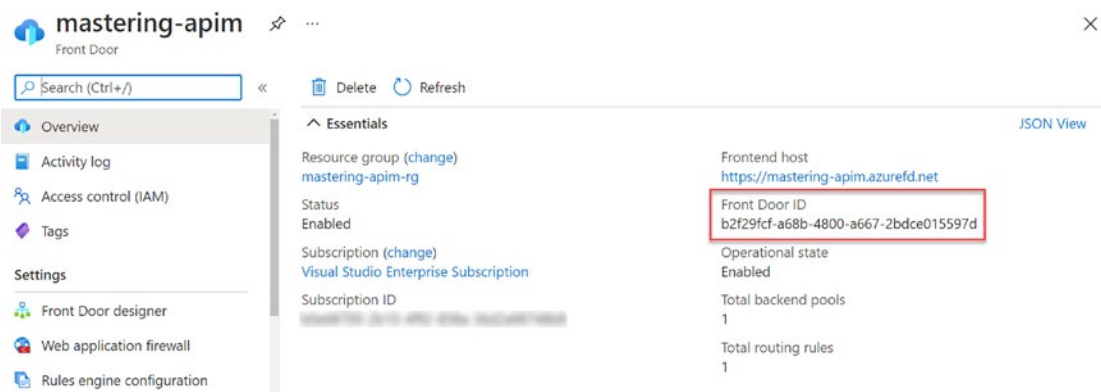 mastering-apim
Front Door
Search (Ctrl+/)
Overview
Activity log
Access control (IAM)
Tags
Settings
Front Door designer
Web application firewall
Rules engine configuration
Delete
Refresh
Essentials
JSON View
Resource group (change)
mastering-apim-rg
Status
Enabled
Subscription (change)
Visual Studio Enterprise Subscription
Subscription ID
Frontend host
https://mastering-apim.azurefd.net
Front Door ID
b2f29fcf-a68b-4800-a667-2bdce015597d
Operational state
Enabled
Total backend pools
1
Total routing rules
1